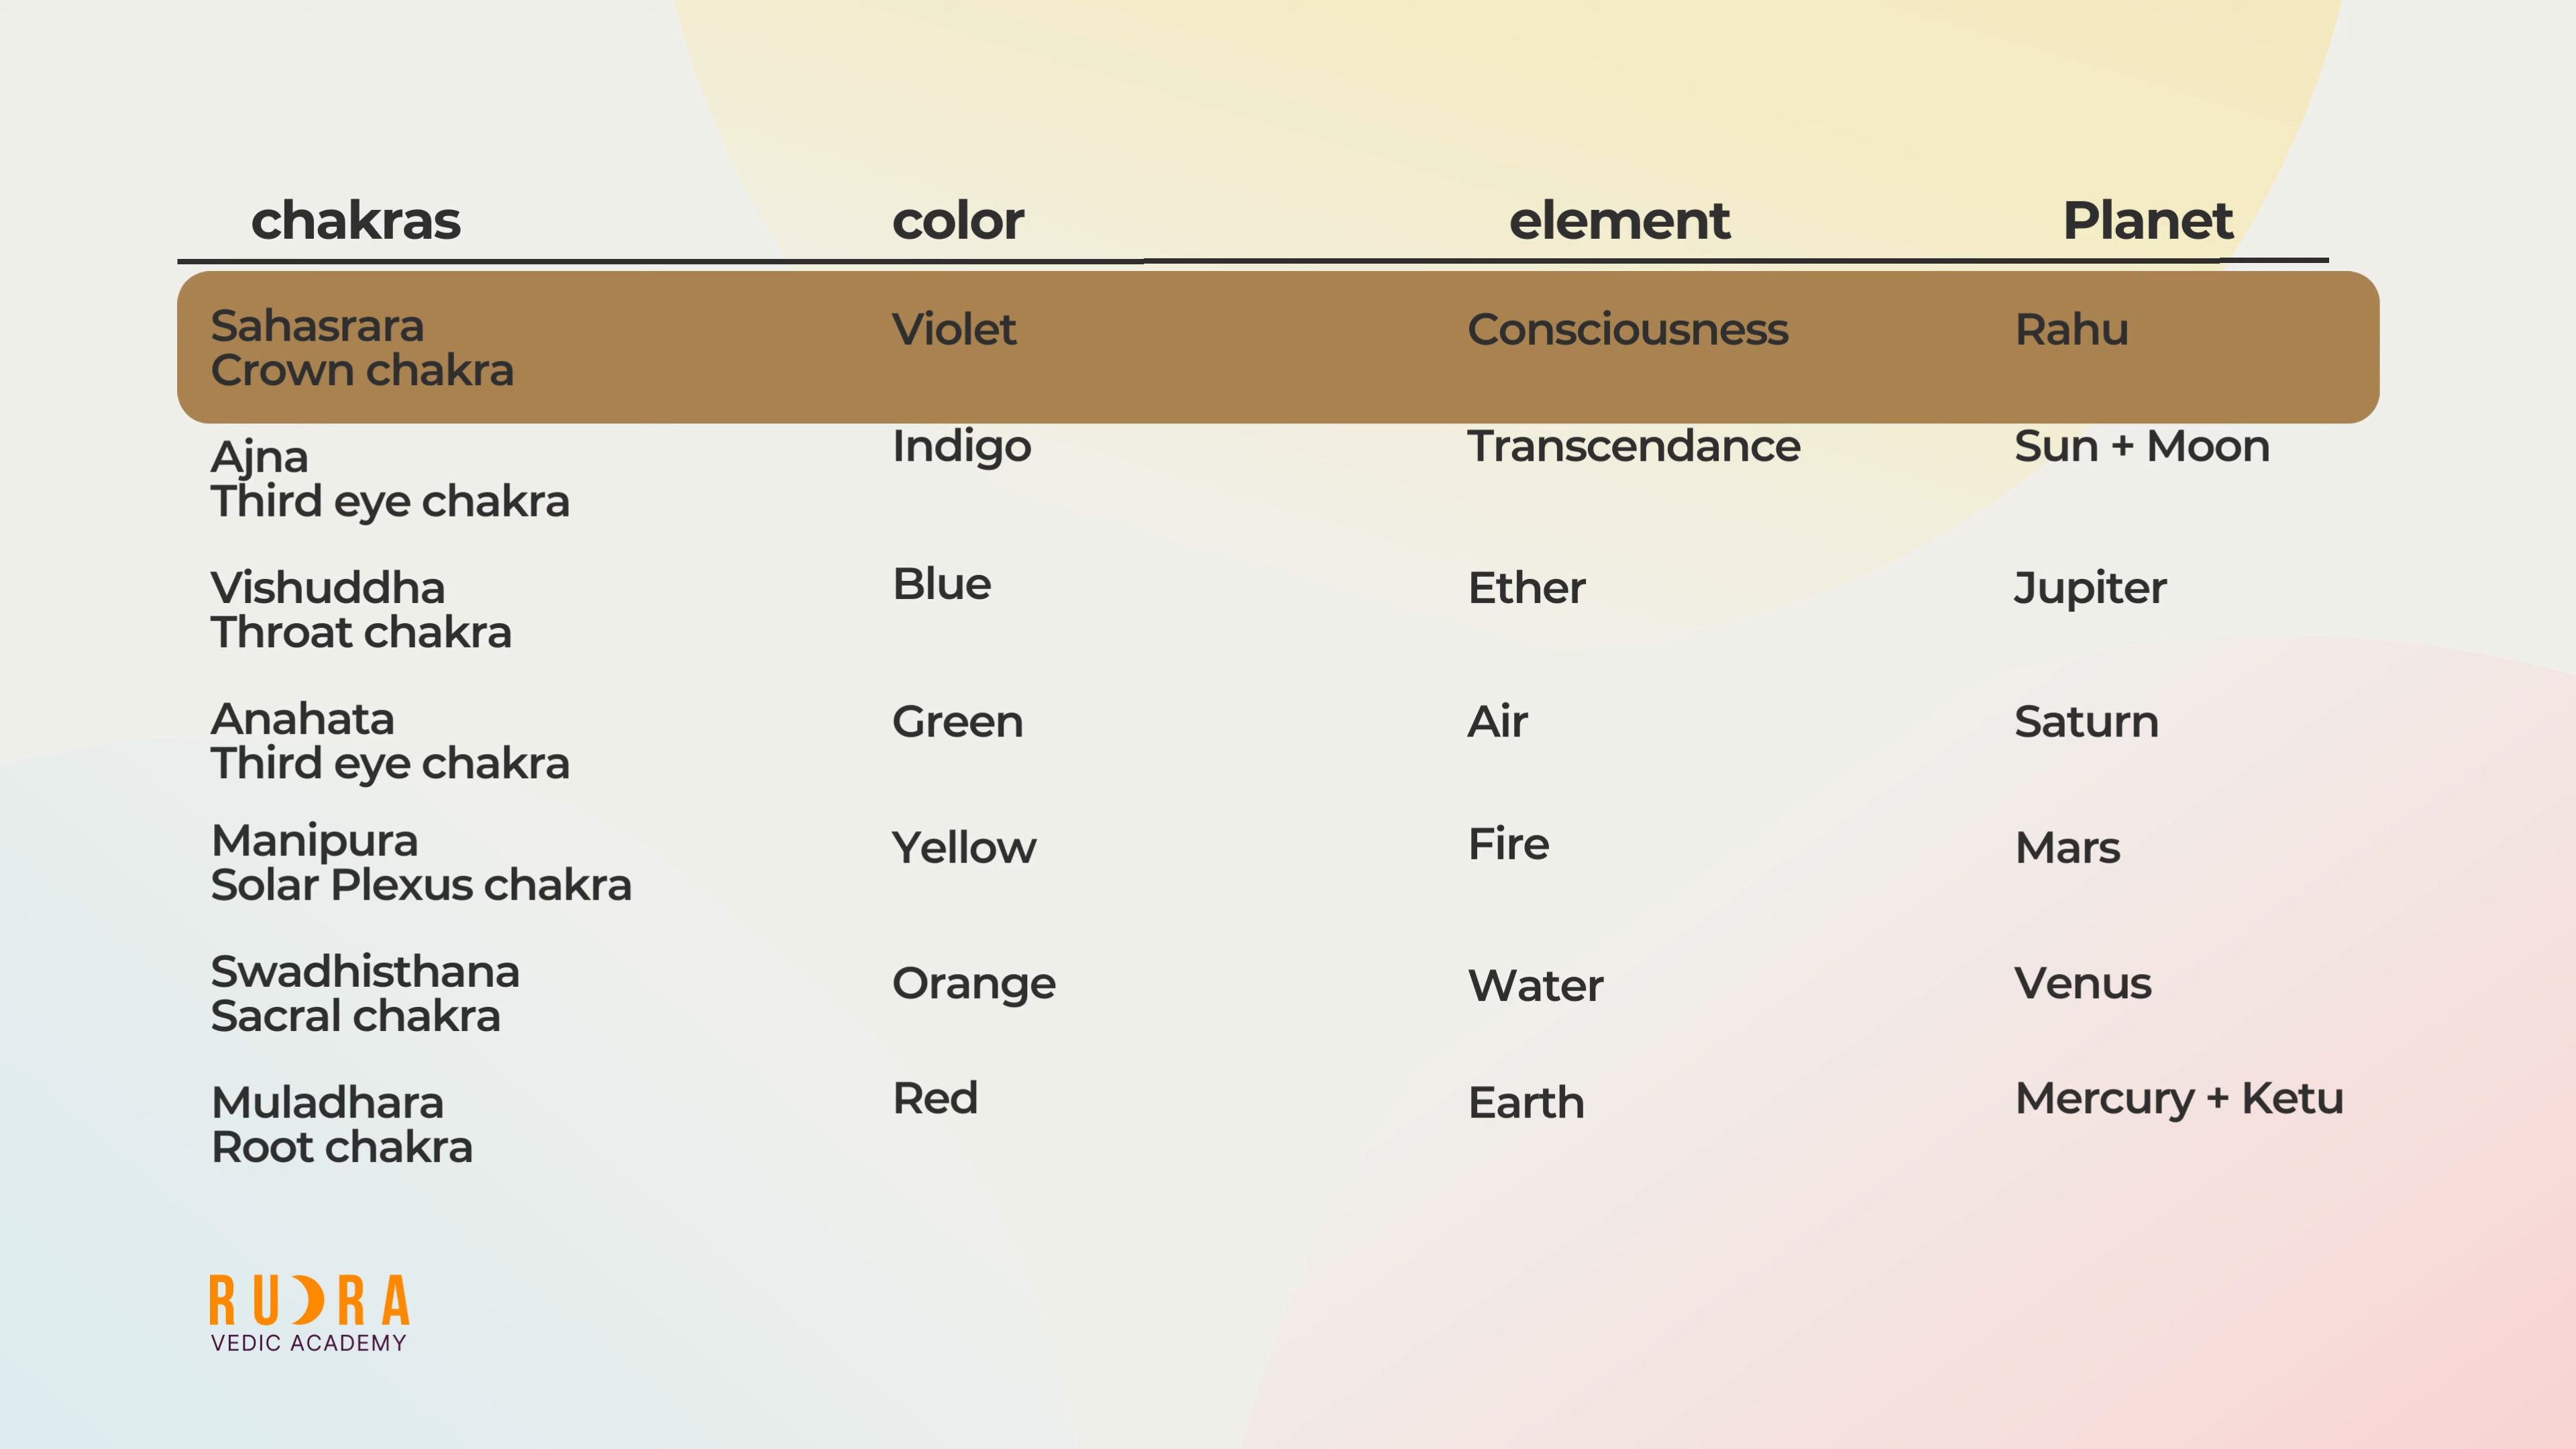 chakras color element Planet
Sahasrara Violet Consciousness Rahu
Crown chakra
Ajna Indigo Transcendance Sun + Moon
Third eye chakra
Vishuddha Blue Ether Jupiter
Throat chakra
Anahata Green Air Saturn
Third eye chakra
Manipura Yellow Fire Mars
Solar Plexus chakra
Swadhisthana Orange Water Venus
Sacral chakra
Muladhara Red Earth Mercury + Ketu
Root chakra
RUDRA
VEDIC ACADEMY